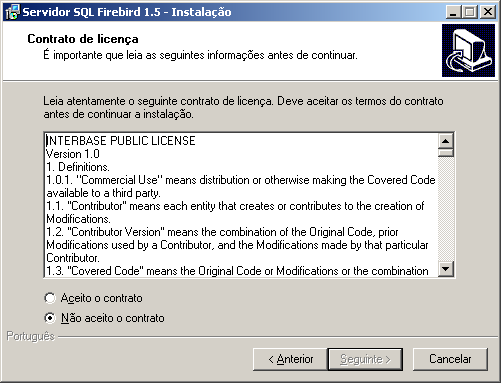 Servidor SQL Firebird 1.5 - Instalação
Contrato de licença
É importante que leia as seguintes informações antes de continuar.
Leia atentamente o seguinte contrato de licença. Deve aceitar os termos do contrato
antes de continuar a instalação.
INTERBASE PUBLIC LICENSE
Version 1.0
1. Definitions.
1.0.1. "Commercial Use" means distribution or otherwise making the Covered Code
available to a third party.
1.1. "Contributor" means each entity that creates or contributes to the creation of
Modifications.
1.2. "Contributor Version" means the combination of the Original Code, prior
Modifications used by a Contributor, and the Modifications made by that particular
Contributor.
1.3. "Covered Code" means the Original Code or Modifications or the combination
Aceito o contrato
Não aceito o contrato
Português
< Anterior
Seguinte >
Cancelar